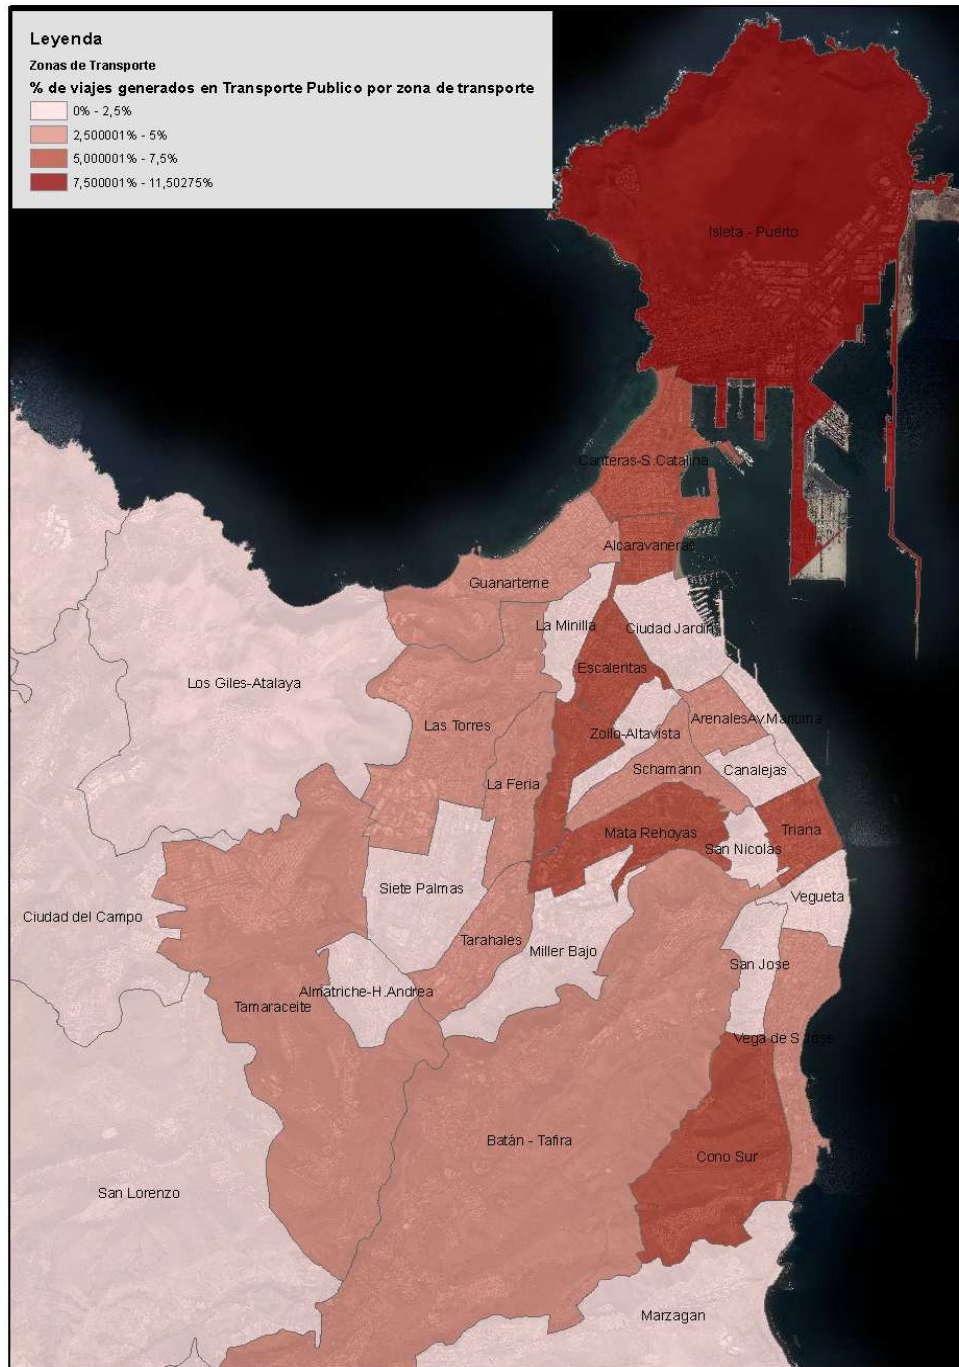 Leyenda
Zonas de Transporte
% de viajes generados en Transporte Publico por zona de transporte
0% - 2,5%
2,500001% - 5%
5,000001% - 7,5%
7,500001% - 11,50275%
Isleta - Puerto
Canteras-S.Catalina
Alcaravaneras
Guanarteme
La Minilla
Ciudad Jardin
Escaleritas
Los Giles-Atalaya
Las Torres
Arenales
Av.Maritima
Zoilo-Altavista
Schamann
Canalejas
La Feria
Mata Rehoyas
Triana
San Nicolas
Siete Palmas
Vegueta
Ciudad del Campo
Tarahales
Miller Bajo
San Jose
Almatriche-H.Andrea
Tamaraceite
Vega de S.Jose
Batán - Tafira
Cono Sur
San Lorenzo
Marzagan